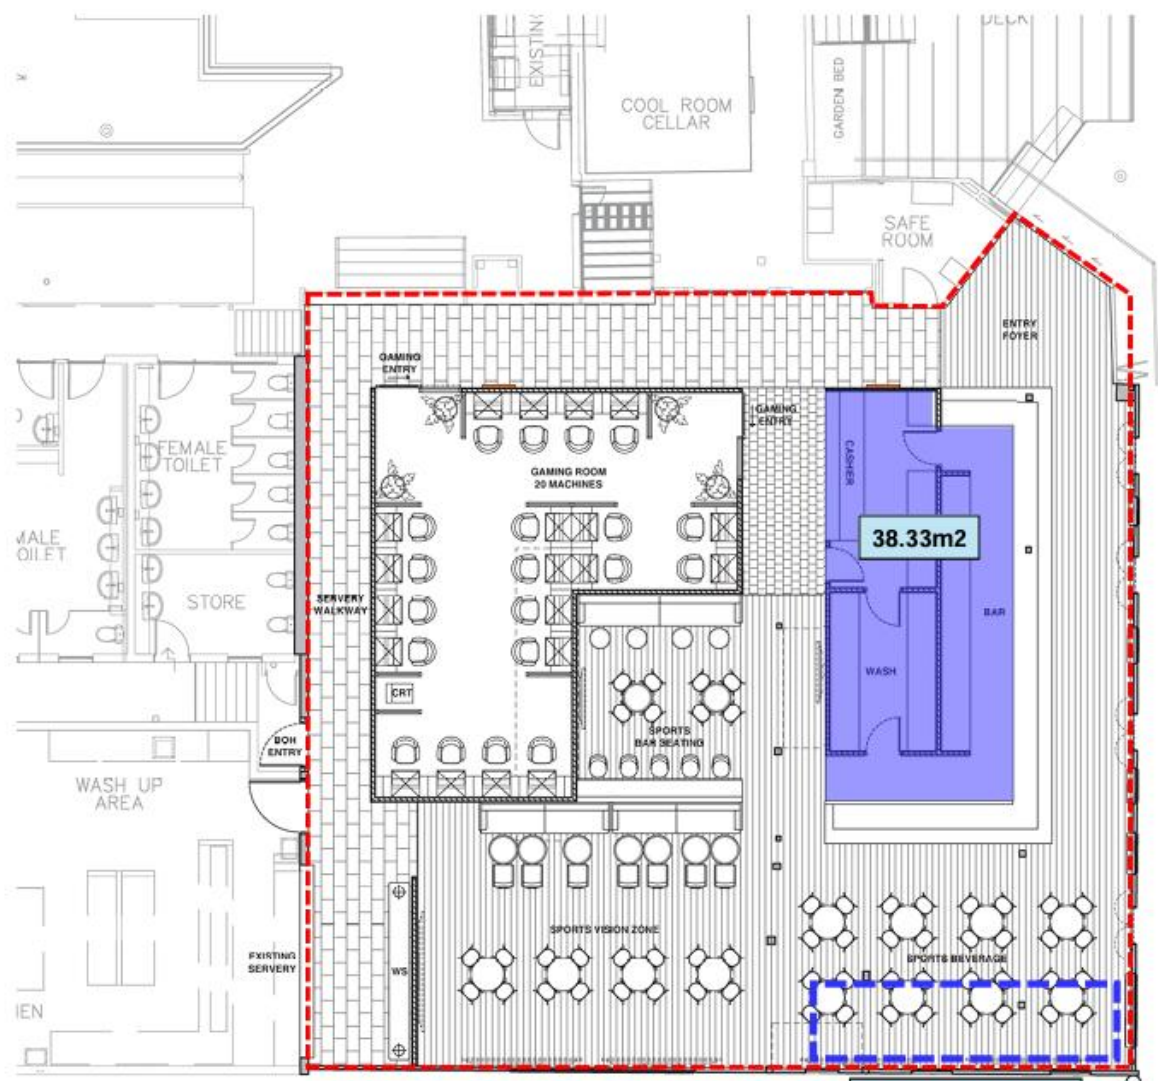 EXISTING
DECK
COOL ROOM
CELLAR
GARDEN BED
SAFE
ROOM
ENTRY
FOYER
GAMING
ENTRY
GAMING
ENTRY
CASHIER
FEMALE
TOILET
GAMING ROOM
20 MACHINES
38.33m2
MALE
TOILET
STORE
SERVERY
WALKWAY
BAR
WASH
CRT
SPORTS
BAR SEATING
BOH
ENTRY
WASH UP
AREA
SPORTS VISION ZONE
EXISTING
SERVERY
WS
SPORTS BEVERAGE